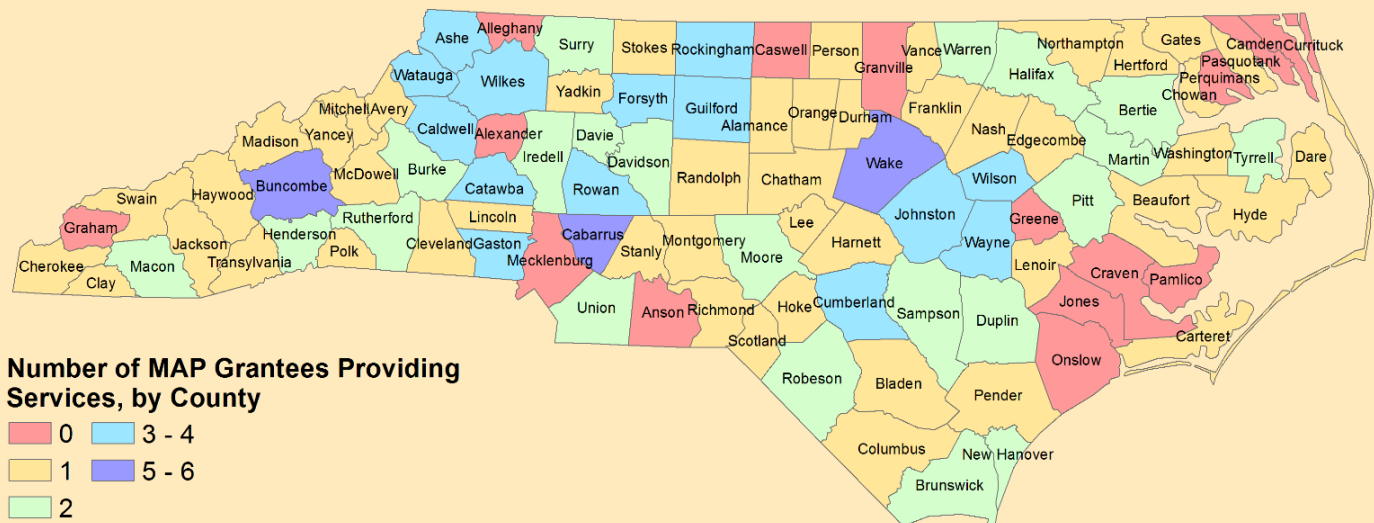 Ashe
Alleghany
Surry
Stokes
Rockingham
Caswell
Person
Granville
Vance
Warren
Northampton
Gates
Camden
Currituck
Hertford
Halifax
Pasquotank
Perquimans
Chowan
Bertie
Watauga
Wilkes
Yadkin
Forsyth
Guilford
Alamance
Orange
Durham
Franklin
Nash
Edgecombe
Martin
Washington
Tyrrell
Dare
Mitchell
Avery
Caldwell
Alexander
Iredell
Davie
Davidson
Randolph
Chatham
Wake
Wilson
Pitt
Beaufort
Hyde
Madison
Yancey
McDowell
Burke
Catawba
Rowan
Johnston
Greene
Wayne
Lenoir
Craven
Pamlico
Swain
Haywood
Buncombe
Rutherford
Lincoln
Cabarrus
Lee
Harnett
Graham
Jackson
Henderson
Polk
Cleveland
Gaston
Mecklenburg
Stanly
Montgomery
Moore
Cherokee
Clay
Macon
Transylvania
Union
Anson
Richmond
Scotland
Hoke
Cumberland
Sampson
Duplin
Jones
Carteret
Onslow
Robeson
Bladen
Pender
Columbus
New Hanover
Brunswick
Number of MAP Grantees Providing
Services, by County
0
3 - 4
1
5 - 6
2